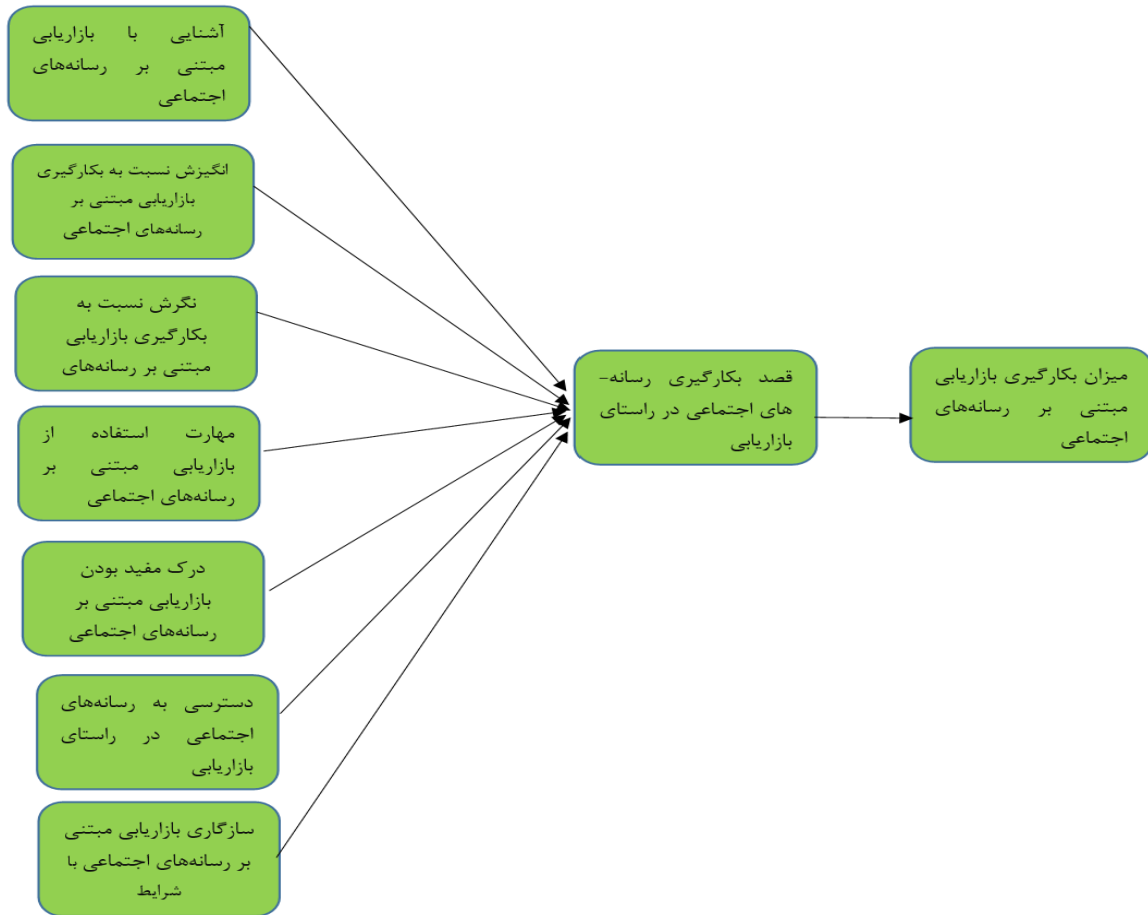 آشنایی با بازاریابی
مبتنی بر رسانه‌های
اجتماعی
انگیزش نسبت به بکارگیری
بازاریابی مبتنی بر
رسانه‌های اجتماعی
نگرش نسبت به
بکارگیری بازاریابی
مبتنی بر رسانه‌های
مهارت استفاده از
بازاریابی مبتنی بر
رسانه‌های اجتماعی
درک مفید بودن
بازاریابی مبتنی بر
رسانه‌های اجتماعی
دسترسی به رسانه‌های
اجتماعی در راستای
بازاریابی
سازگاری بازاریابی مبتنی
بر رسانه‌های اجتماعی با
شرایط
قصد بکارگیری رسانه-
های اجتماعی در راستای
بازاریابی
میزان بکارگیری بازاریابی
مبتنی بر رسانه‌های
اجتماعی